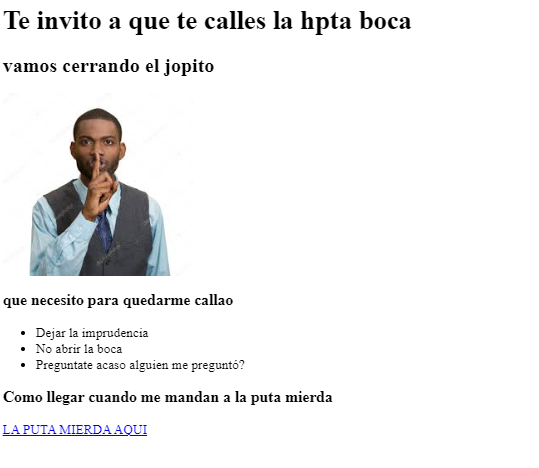 Te invito a que te calles la hpta boca
vamos cerrando el jopito
que necesito para quedarme callao
Dejar la imprudencia
No abrir la boca
Preguntate acaso alguien me preguntó?
Como llegar cuando me mandan a la puta mierda
LA PUTA MIERDA AQUI